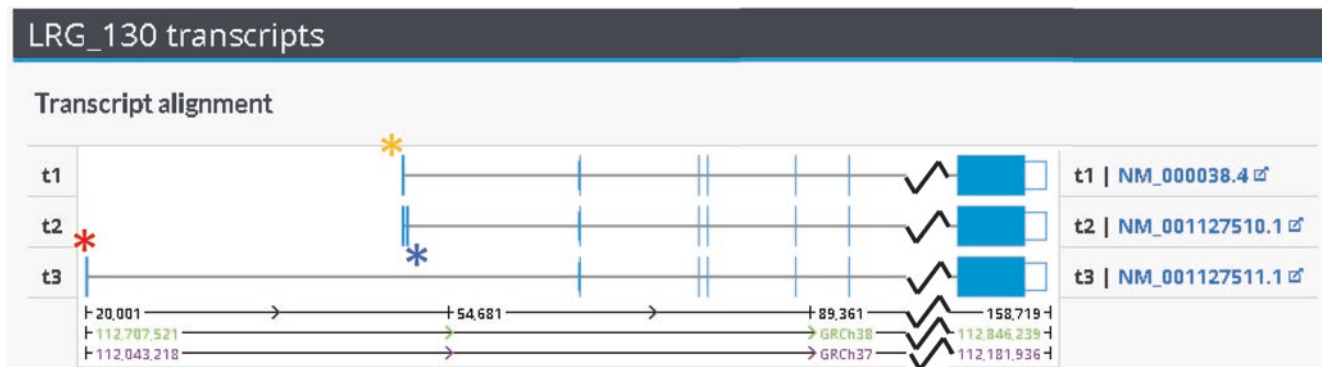 LRG_130 transcripts
Transcript alignment
*
t1 t1 | NM_000038.4
t2 t2 | NM_001127510.1
* *
t3 t3 | NM_001127511.1
20,001 54,681 89,361 158,719
112,707,521 GRCh38 112,846,239
112,043,218 GRCh37 112,181,936